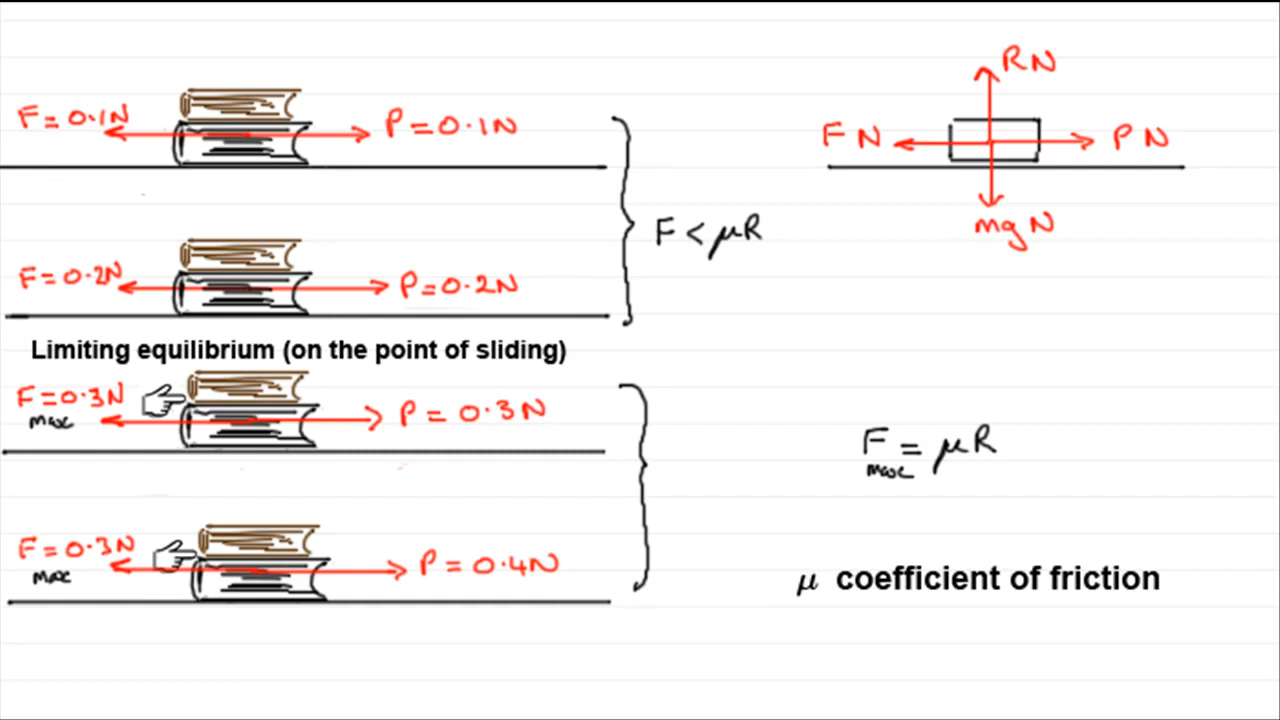 F = 0.1N
P = 0.1N
RN
F N
P N
mg N
F < μR
F = 0.2N
P = 0.2N
Limiting equilibrium (on the point of sliding)
F = 0.3N
max
P = 0.3N
F = μR
max
F = 0.3N
max
P = 0.4N
μ coefficient of friction